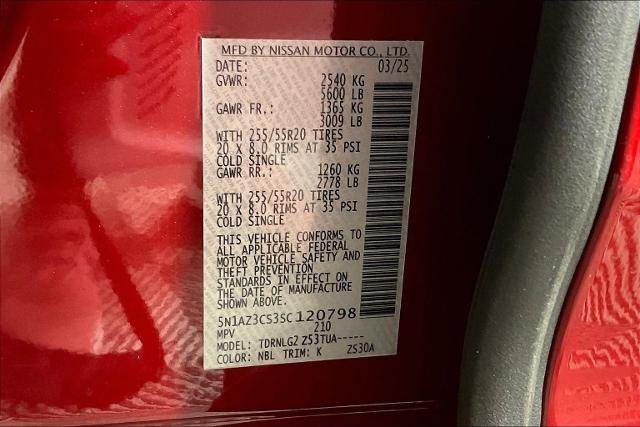 MFD BY NISSAN MOTOR CO., LTD.
DATE: 03/25
GVWR: 2540 KG
5600 LB
GAWR FR.: 1365 KG
3009 LB
WITH 255/55R20 TIRES
20 X 8.0 RIMS AT 35 PSI
COLD SINGLE
GAWR RR.: 1260 KG
2778 LB
WITH 255/55R20 TIRES
20 X 8.0 RIMS AT 35 PSI
COLD SINGLE
THIS VEHICLE CONFORMS TO
ALL APPLICABLE FEDERAL
MOTOR VEHICLE SAFETY AND
THEFT PREVENTION
STANDARDS IN EFFECT ON
THE DATE OF MANUFACTURE
SHOWN ABOVE.
5N1AZ3CS3SC120798
MPV 210
MODEL: TDRNLG2 Z53TUA-----
COLOR: NBL TRIM: K ZS30A